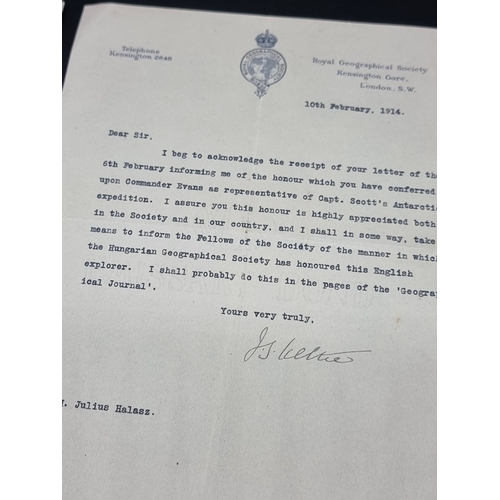 Telephone
Kensington 2648
Royal Geographical Society
Kensington Gore,
London, S.W.
10th February, 1914.
Dear Sir,
I beg to acknowledge the receipt of your letter of the
6th February informing me of the honour which you have conferred
upon Commander Evans as representative of Capt. Scott's Antarctic
expedition. I assure you this honour is highly appreciated both
in the Society and in our country, and I shall in some way, take
means to inform the Fellows of the Society of the manner in which
the Hungarian Geographical Society has honoured this English
explorer. I shall probably do this in the pages of the 'Geograph-
ical Journal'.
Yours very truly,
. Julius Halasz.